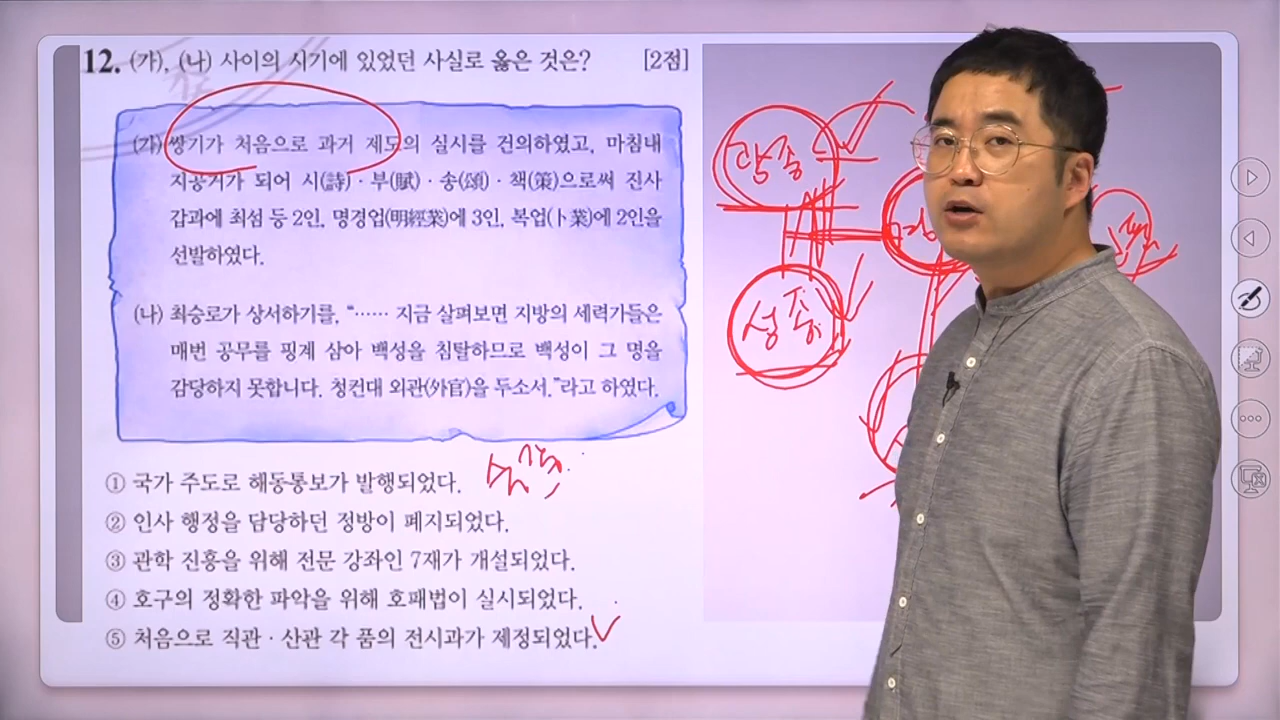 12. (가), (나) 사이의 시기에 있었던 사실로 옳은 것은? [2점]
(가) 쌍기가 처음으로 과거 제도의 실시를 건의하였고, 마침내
지공거가 되어 시(詩)·부(賦)·송(頌)·책(策)으로써 진사
갑과에 최섬 등 2인, 명경업(明經業)에 3인, 복업(卜業)에 2인을
선발하였다.
(나) 최승로가 상서하기를, “…… 지금 살펴보면 지방의 세력가들은
매번 공무를 핑계 삼아 백성을 침탈하므로 백성이 그 명을
감당하지 못합니다. 청컨대 외관(外官)을 두소서.”라고 하였다.
① 국가 주도로 해동통보가 발행되었다.
② 인사 행정을 담당하던 정방이 폐지되었다.
③ 관학 진흥을 위해 전문 강좌인 7재가 개설되었다.
④ 호구의 정확한 파악을 위해 호패법이 실시되었다.
⑤ 처음으로 직관·산관 각 품의 전시과가 제정되었다.
광종
성종